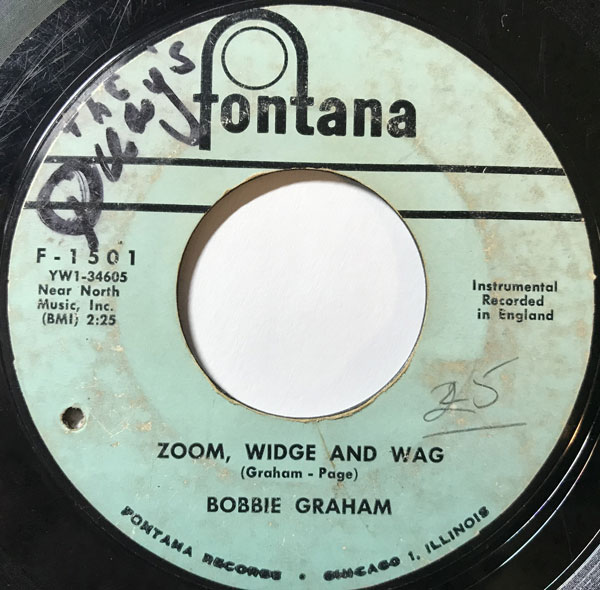 THE
fontana
F-1501
YW1-34605
Near North
Music, Inc.
(BMI) 2:25
Instrumental
Recorded
in England
25
ZOOM, WIDGE AND WAG
(Graham - Page)
BOBBIE GRAHAM
FONTANA RECORDS • CHICAGO 1, ILLINOIS